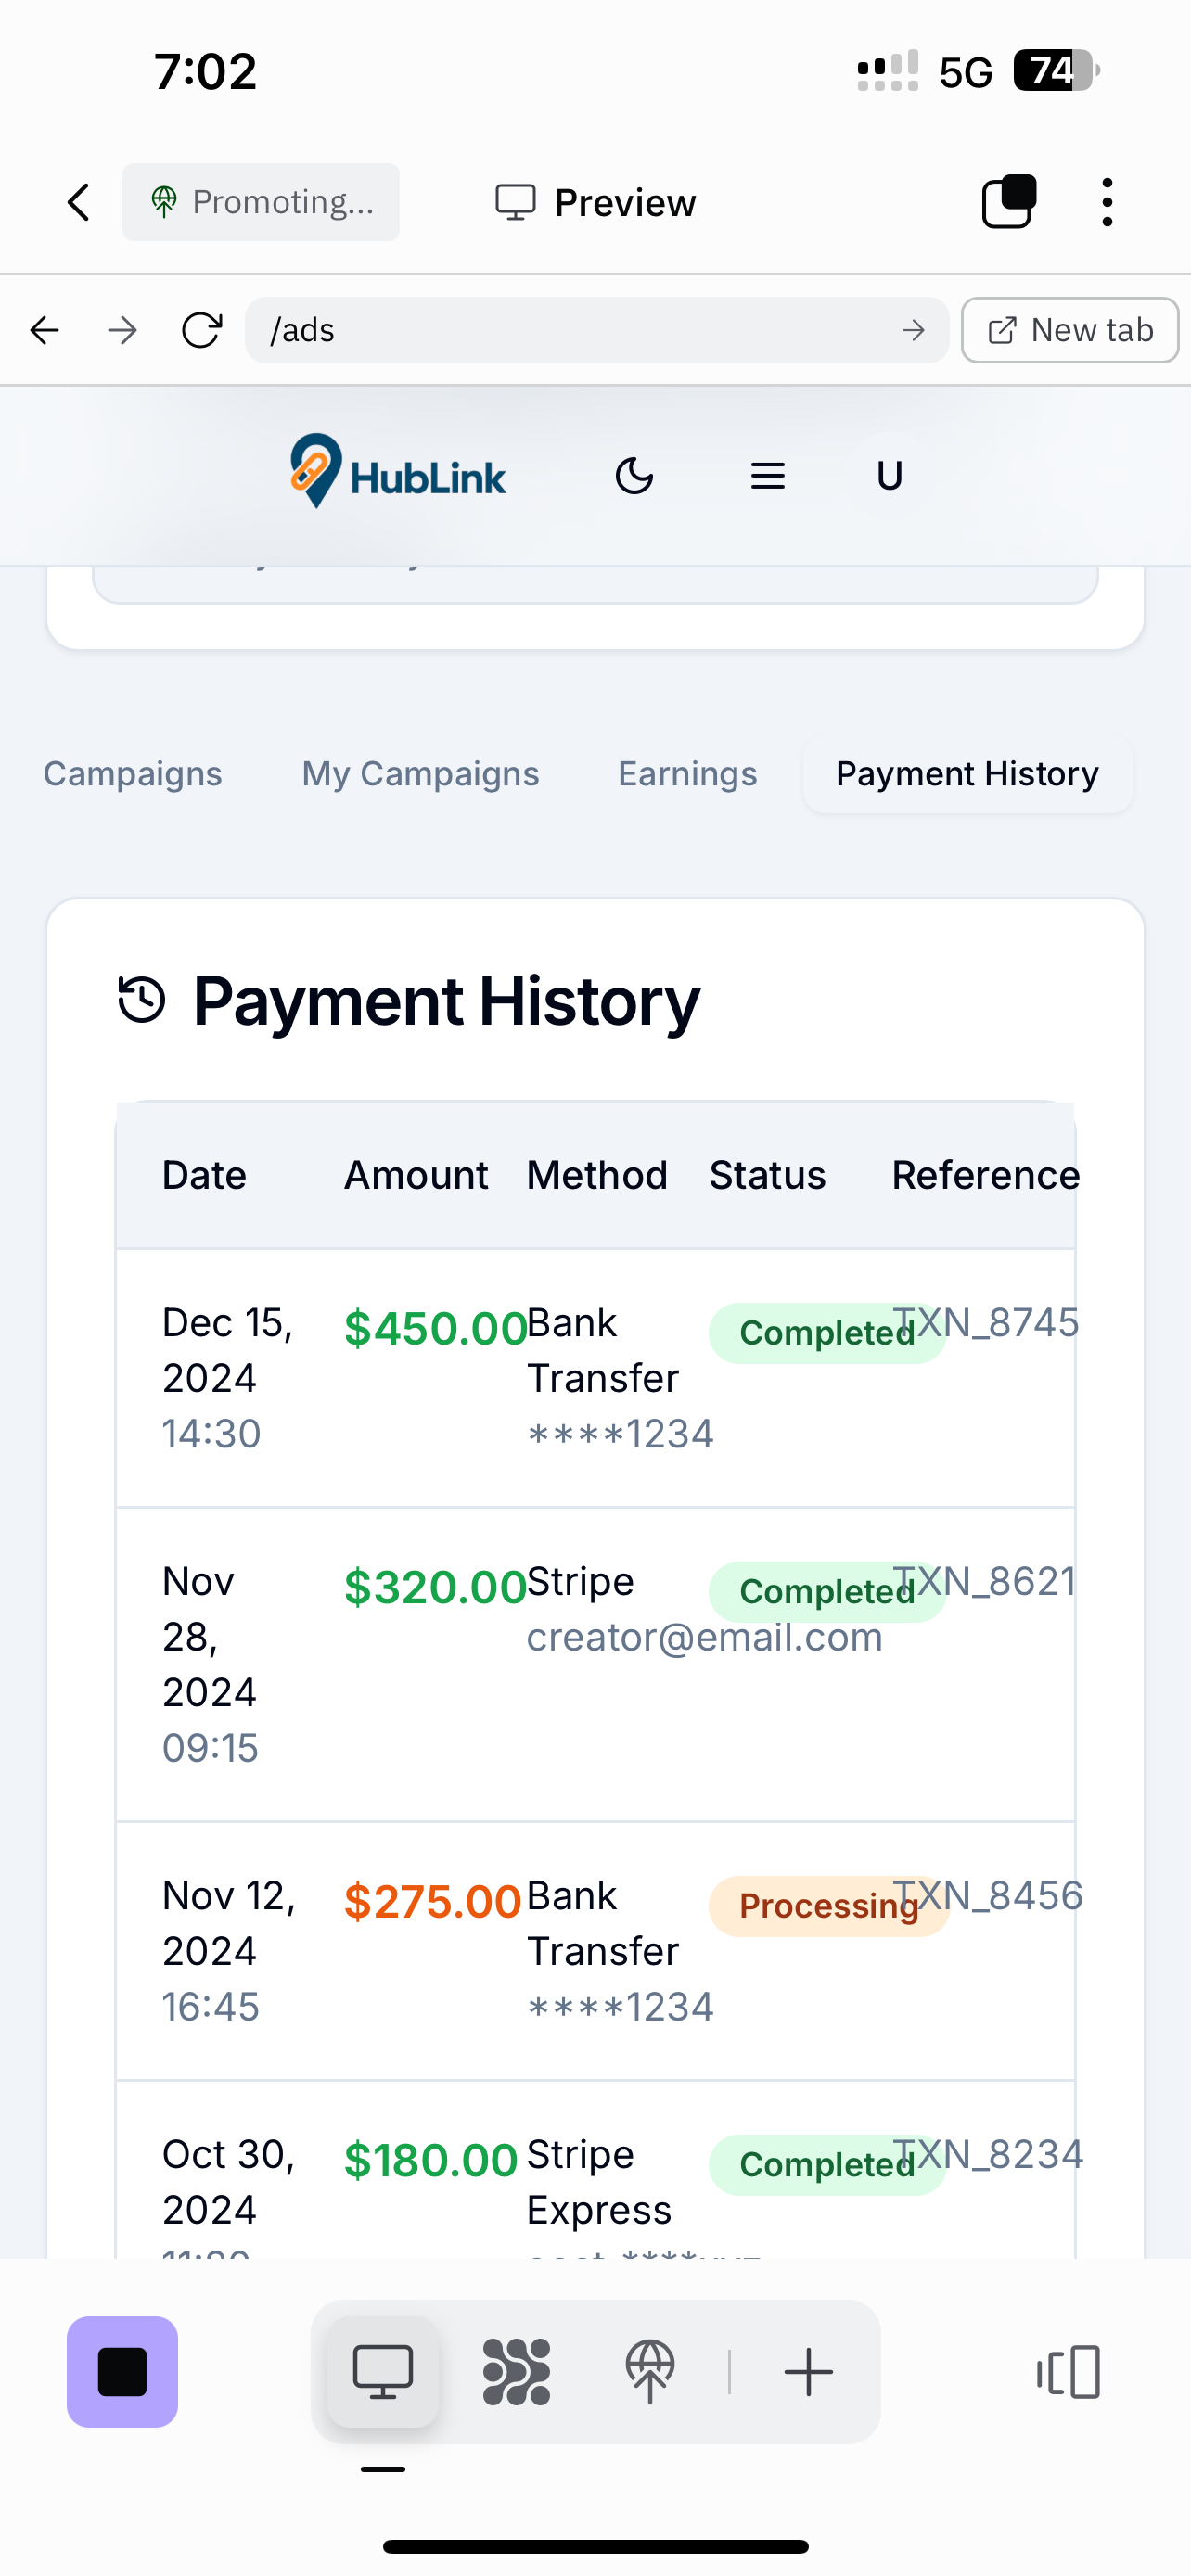 7:02
5G
74
Promoting...
Preview
/ads
New tab
HubLink
U
Campaigns
My Campaigns
Earnings
Payment History
Payment History
Date Amount Method Status Reference
Dec 15,
2024
14:30
$450.00
Bank
Transfer
****1234
Completed
TXN_8745
Nov
28,
2024
09:15
$320.00
Stripe
creator@email.com
Completed
TXN_8621
Nov 12,
2024
16:45
$275.00
Bank
Transfer
****1234
Processing
TXN_8456
Oct 30,
2024
$180.00
Stripe
Express
Completed
TXN_8234